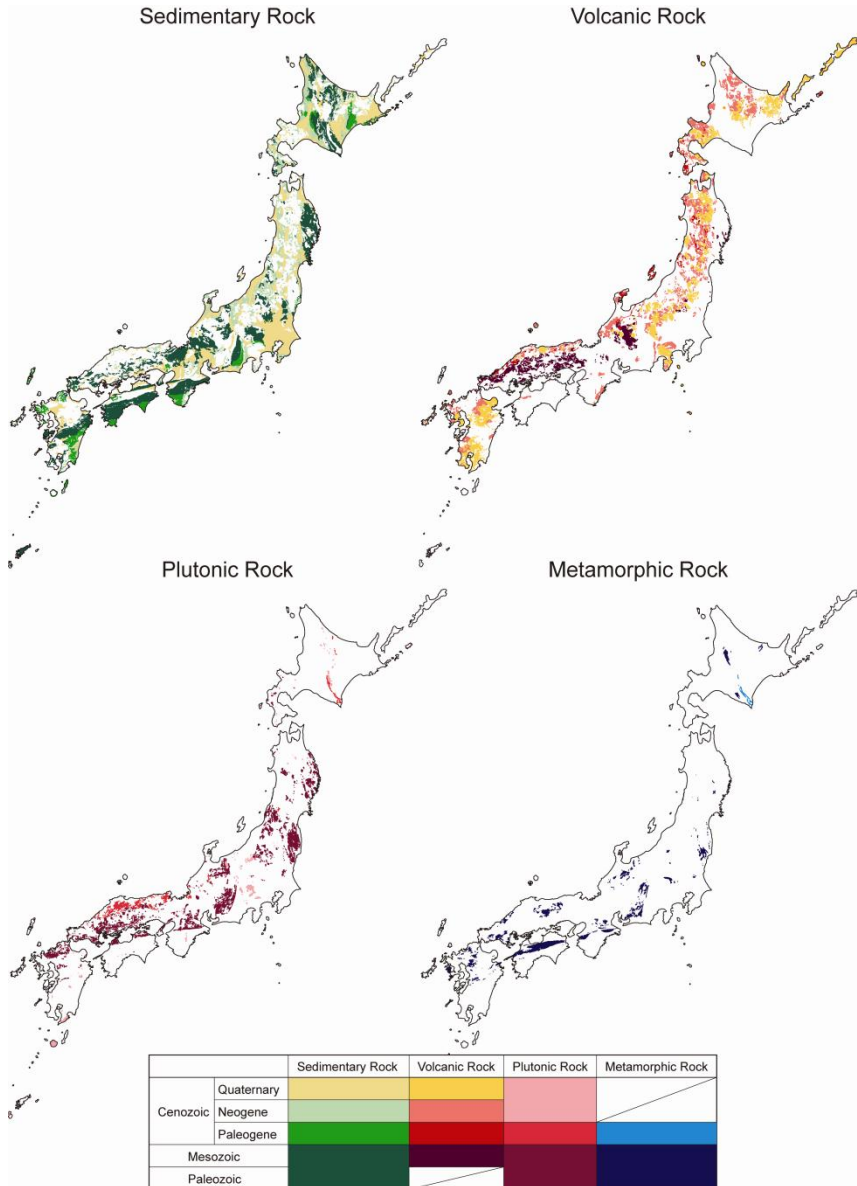 Sedimentary Rock
Volcanic Rock
Plutonic Rock
Metamorphic Rock
Sedimentary Rock Volcanic Rock Plutonic Rock Metamorphic Rock
Cenozoic
Quaternary
Neogene
Paleogene
Mesozoic
Paleozoic